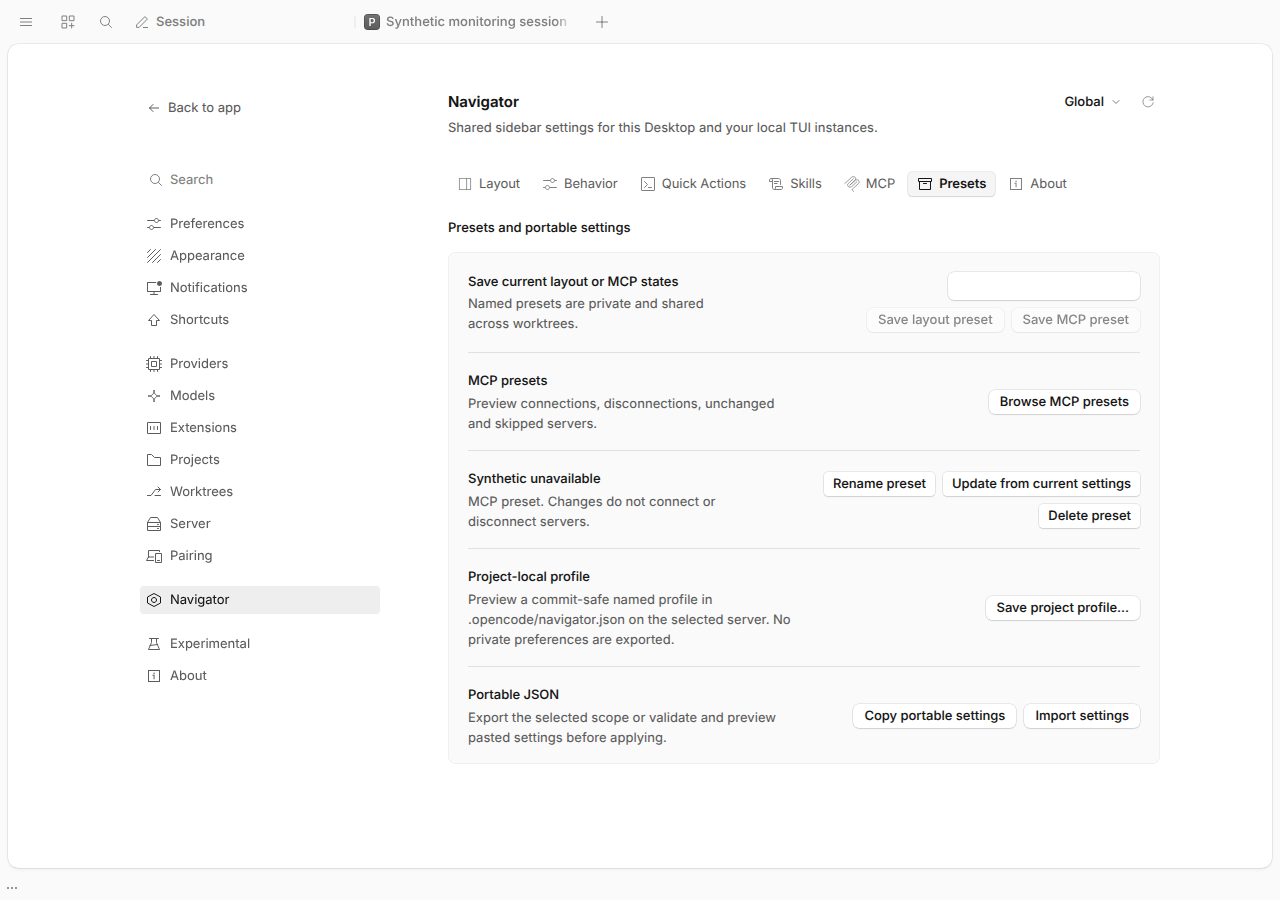 Session
P Synthetic monitoring session
Back to app
Search
Preferences
Appearance
Notifications
Shortcuts
Providers
Models
Extensions
Projects
Worktrees
Server
Pairing
Navigator
Experimental
About
Navigator
Global
Shared sidebar settings for this Desktop and your local TUI instances.
Layout
Behavior
Quick Actions
Skills
MCP
Presets
About
Presets and portable settings
Save current layout or MCP states
Named presets are private and shared
across worktrees.
Save layout preset
Save MCP preset
MCP presets
Preview connections, disconnections, unchanged
and skipped servers.
Browse MCP presets
Synthetic unavailable
MCP preset. Changes do not connect or
disconnect servers.
Rename preset
Update from current settings
Delete preset
Project-local profile
Preview a commit-safe named profile in
.opencode/navigator.json on the selected server. No
private preferences are exported.
Save project profile...
Portable JSON
Export the selected scope or validate and preview
pasted settings before applying.
Copy portable settings
Import settings
...